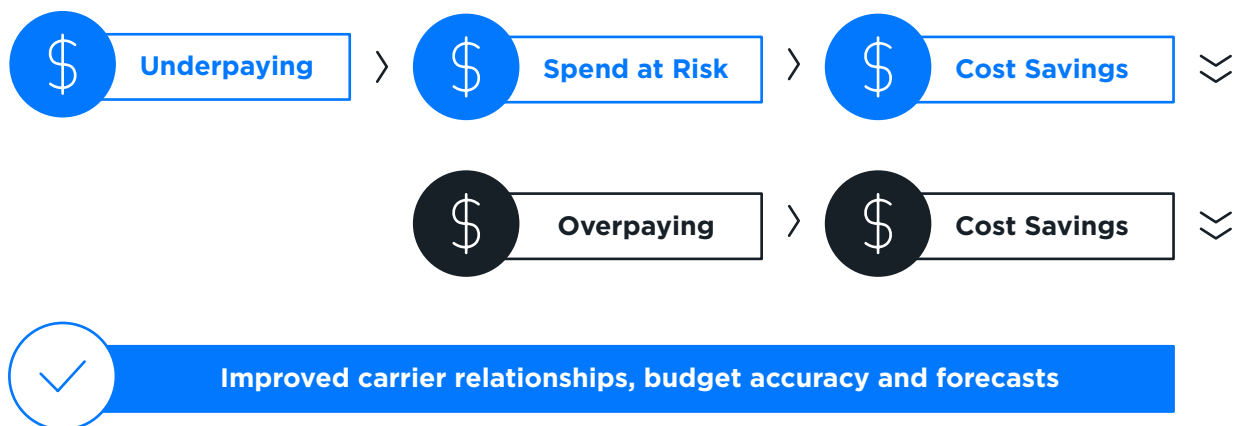 Underpaying
Spend at Risk
Cost Savings
Overpaying
Cost Savings
Improved carrier relationships, budget accuracy and forecasts